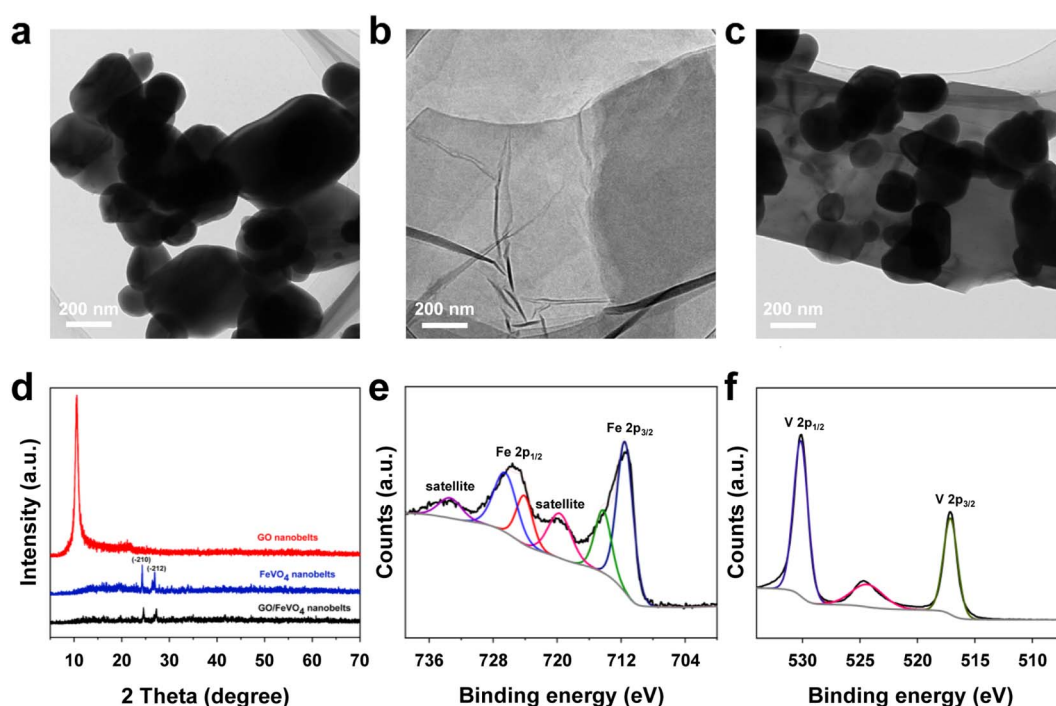 a
b
c
200 nm
200 nm
200 nm
d
e
f
Intensity (a.u.)
GO nanobelts
(-210)
(-212)
FeVO₄ nanobelts
GO/FeVO₄ nanobelts
10 20 30 40 50 60 70
2 Theta (degree)
Counts (a.u.)
Fe 2p₃/₂
Fe 2p₁/₂
satellite
satellite
736 728 720 712 704
Binding energy (eV)
Counts (a.u.)
V 2p₁/₂
V 2p₃/₂
530 525 520 515 510
Binding energy (eV)